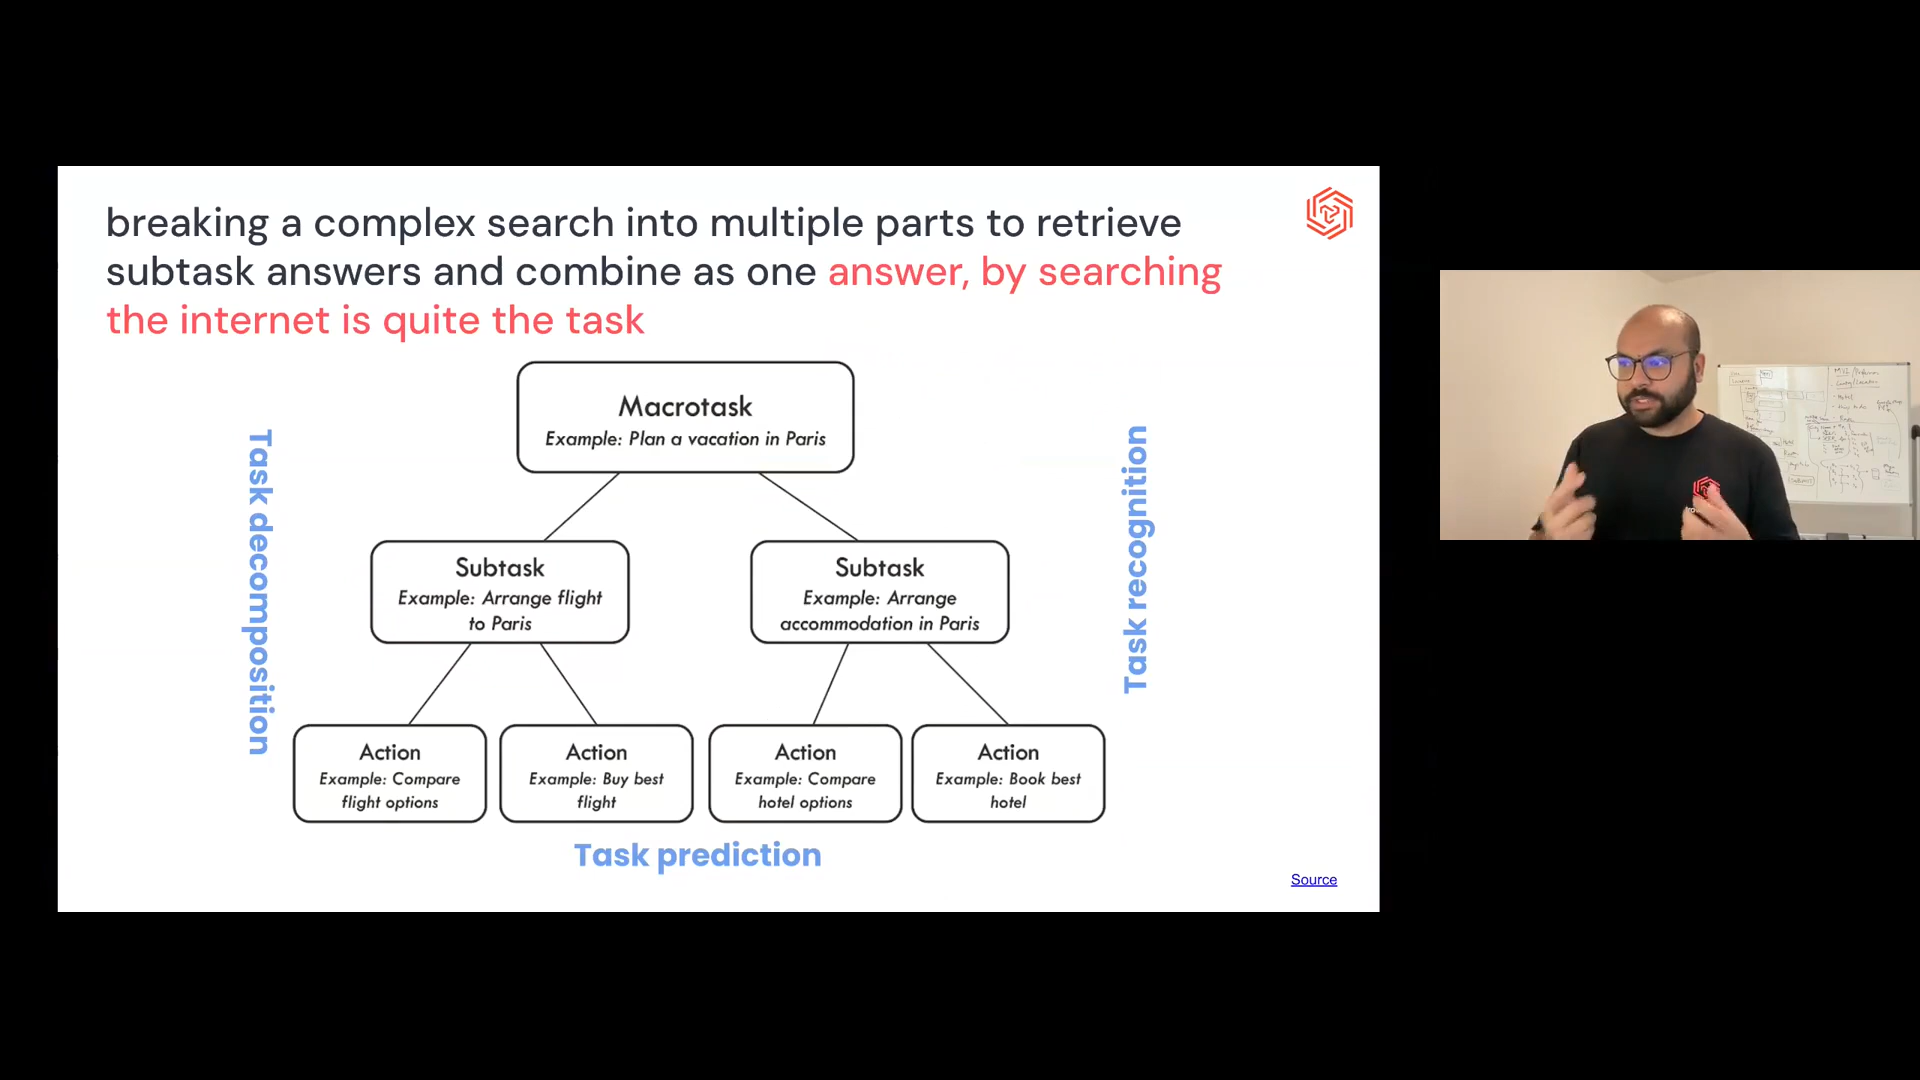 breaking a complex search into multiple parts to retrieve
subtask answers and combine as one answer, by searching
the internet is quite the task
Macrotask
Example: Plan a vacation in Paris
Task decomposition
Task recognition
Subtask
Example: Arrange flight
to Paris
Subtask
Example: Arrange
accommodation in Paris
Action
Example: Compare
flight options
Action
Example: Buy best
flight
Action
Example: Compare
hotel options
Action
Example: Book best
hotel
Task prediction
Source